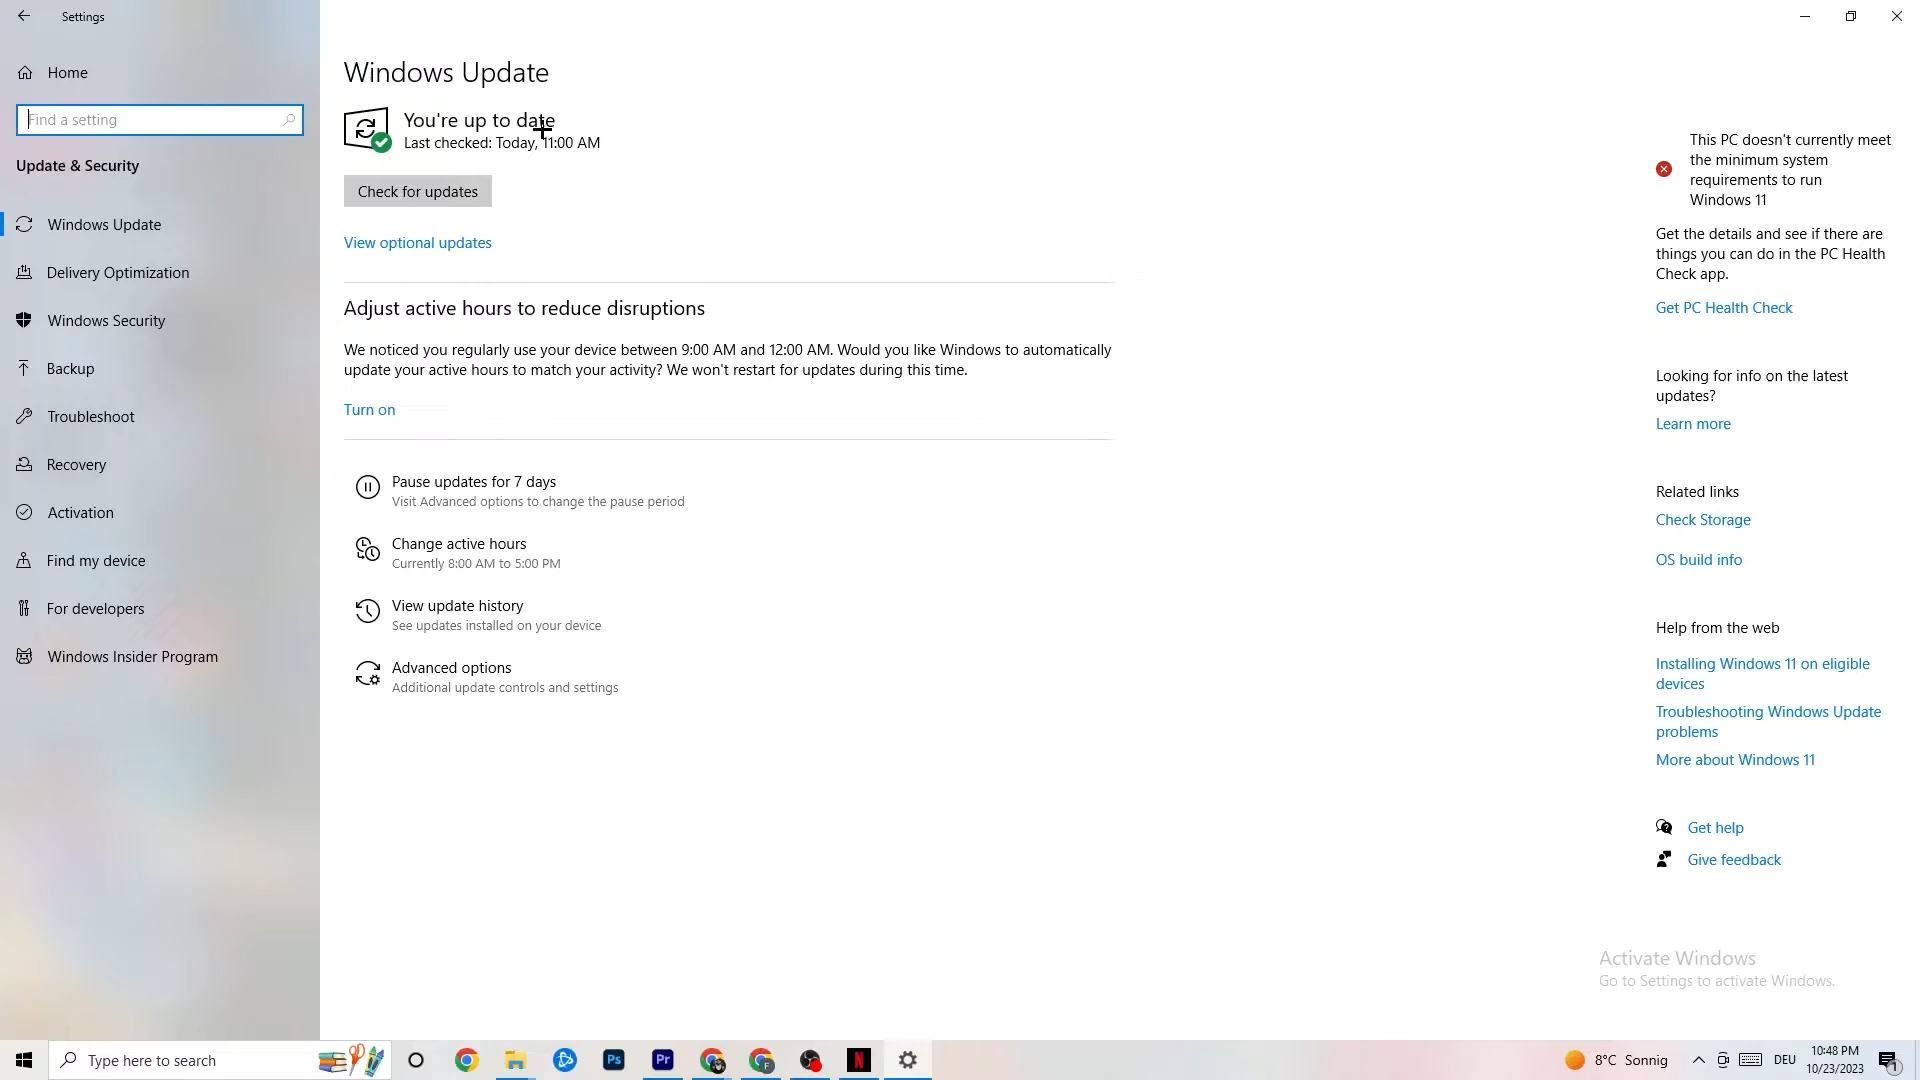 Settings
Home
Find a setting
Update & Security
Windows Update
Delivery Optimization
Windows Security
Backup
Troubleshoot
Recovery
Activation
Find my device
For developers
Windows Insider Program
Windows Update
You're up to date
Last checked: Today, 11:00 AM
Check for updates
View optional updates
Adjust active hours to reduce disruptions
We noticed you regularly use your device between 9:00 AM and 12:00 AM. Would you like Windows to automatically
update your active hours to match your activity? We won't restart for updates during this time.
Turn on
Pause updates for 7 days
Visit Advanced options to change the pause period
Change active hours
Currently 8:00 AM to 5:00 PM
View update history
See updates installed on your device
Advanced options
Additional update controls and settings
This PC doesn't currently meet
the minimum system
requirements to run
Windows 11
Get the details and see if there are
things you can do in the PC Health
Check app.
Get PC Health Check
Looking for info on the latest
updates?
Learn more
Related links
Check Storage
OS build info
Help from the web
Installing Windows 11 on eligible
devices
Troubleshooting Windows Update
problems
More about Windows 11
Get help
Give feedback
Activate Windows
Go to Settings to activate Windows.
Type here to search
Ps
Pr
F
N
8°C Sonnig
DEU
10:48 PM
10/23/2023
1